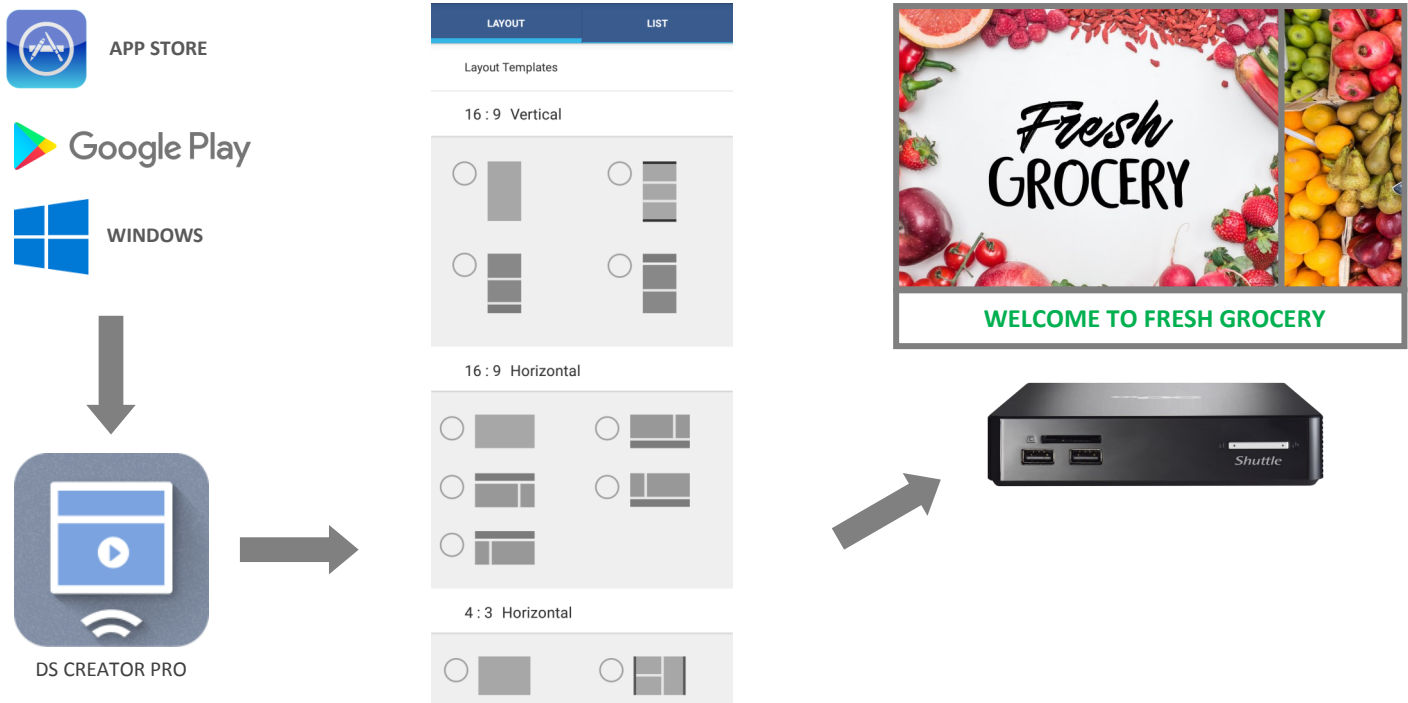 APP STORE
Google Play
WINDOWS
DS CREATOR PRO
LAYOUT
LIST
Layout Templates
16 : 9 Vertical
16 : 9 Horizontal
4 : 3 Horizontal
Fresh
GROCERY
WELCOME TO FRESH GROCERY
Shuttle